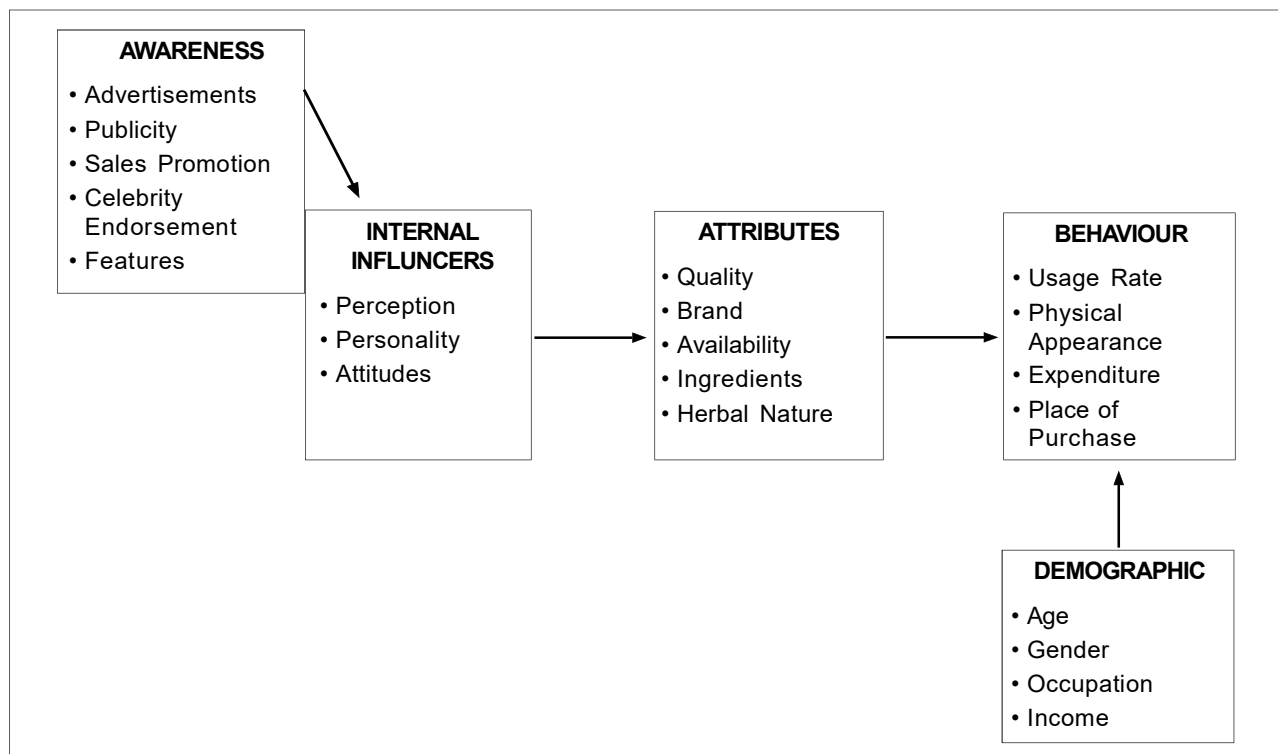 AWARENESS
• Advertisements
• Publicity
• Sales Promotion
• Celebrity
Endorsement
• Features
INTERNAL
INFLUNCERS
• Perception
• Personality
• Attitudes
ATTRIBUTES
• Quality
• Brand
• Availability
• Ingredients
• Herbal Nature
BEHAVIOUR
• Usage Rate
• Physical
Appearance
• Expenditure
• Place of
Purchase
DEMOGRAPHIC
• Age
• Gender
• Occupation
• Income